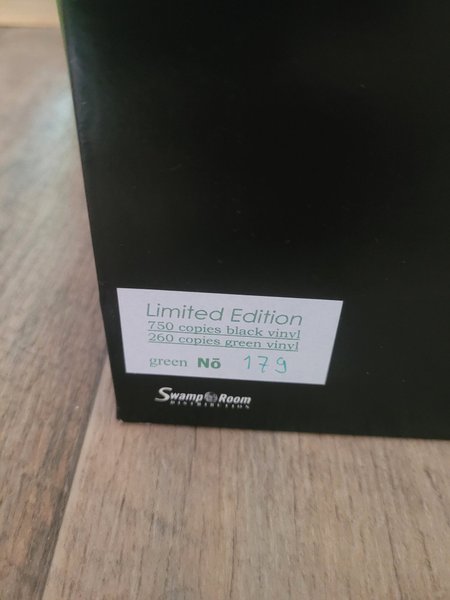 Limited Edition
750 copies black vinyl
260 copies green vinyl
green Nō 179
Swamp Room
DISTRIBUTION